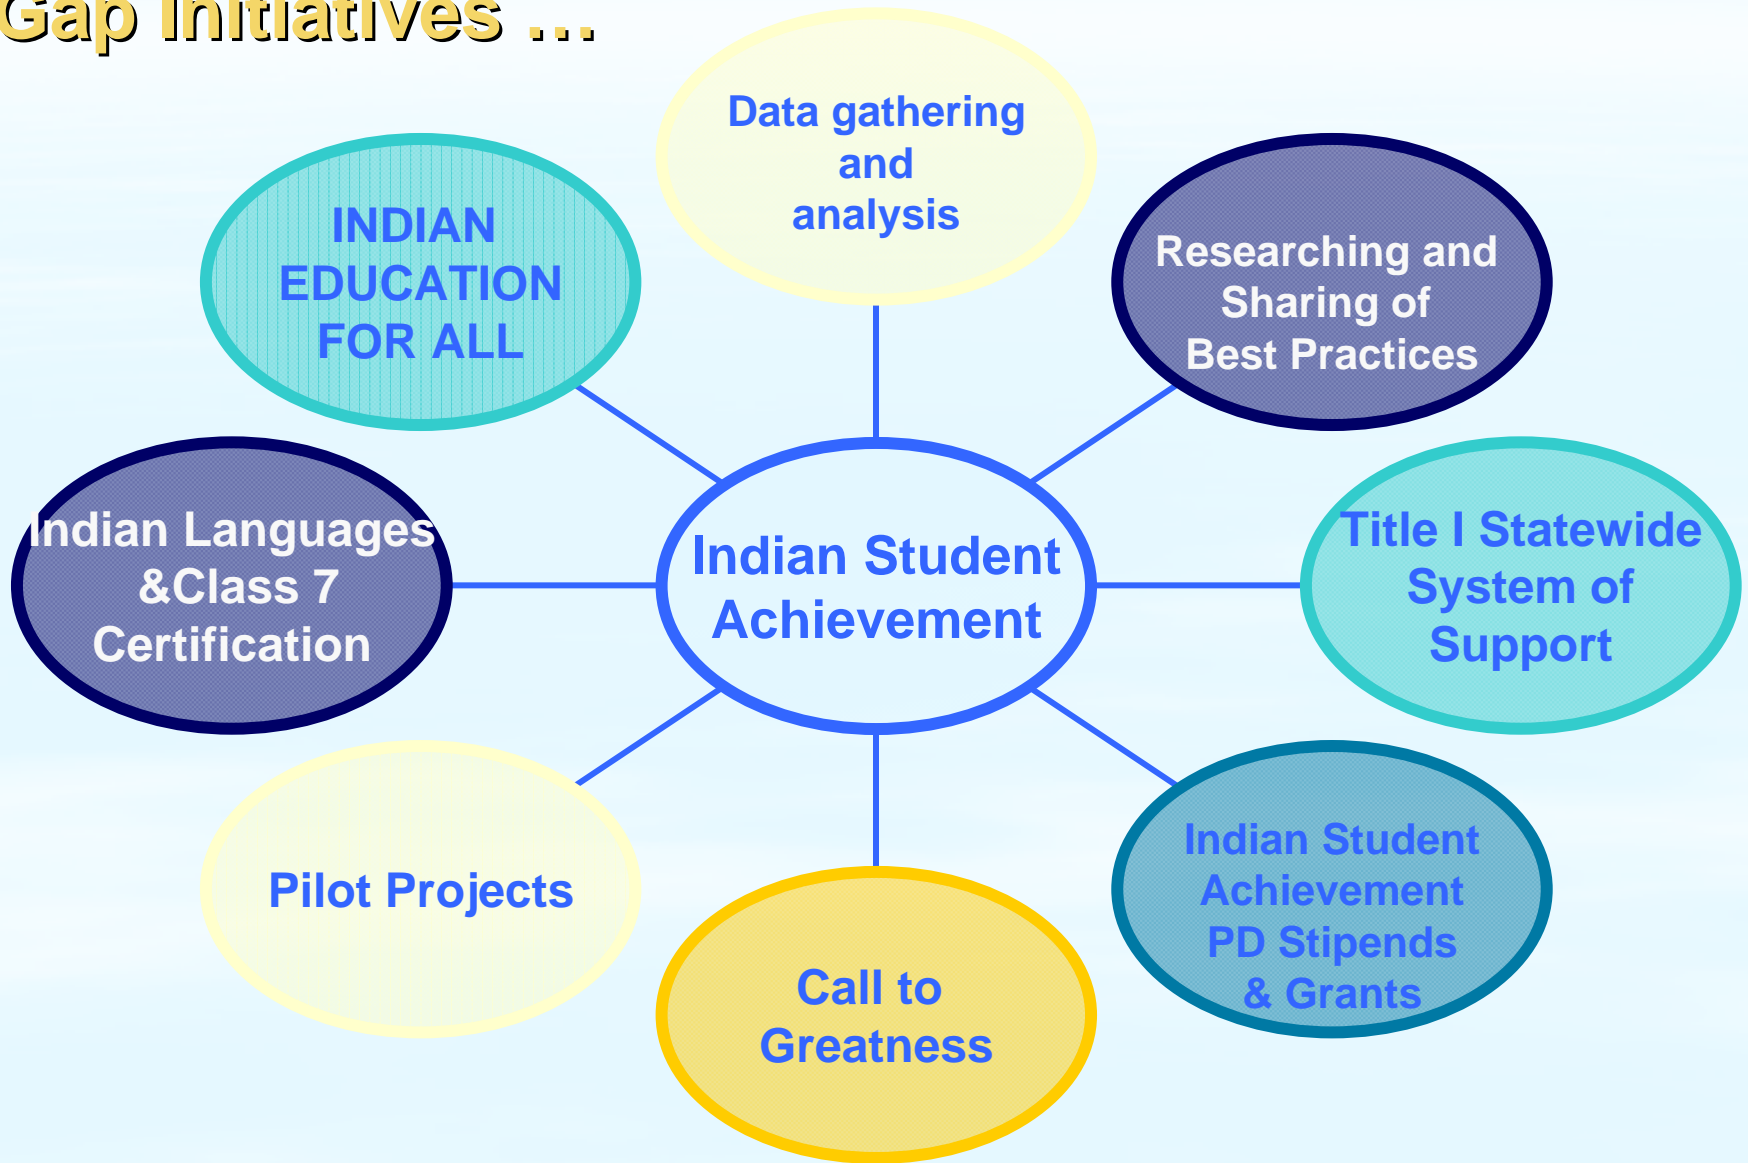 Gap Initiatives …
Data gathering
and
analysis
INDIAN
EDUCATION
FOR ALL
Researching and
Sharing of
Best Practices
Indian Languages
&Class 7
Certification
Indian Student
Achievement
Title I Statewide
System of
Support
Pilot Projects
Call to
Greatness
Indian Student
Achievement
PD Stipends
& Grants